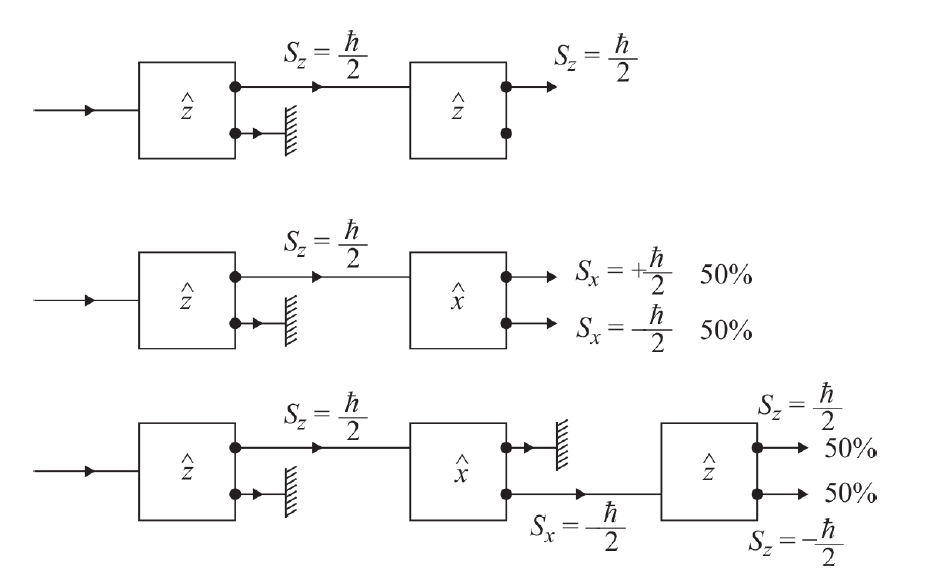 S_z = ħ/2
S_z = ħ/2
ẑ
ẑ
S_z = ħ/2
ẑ
x̂
S_x = +ħ/2 50%
S_x = −ħ/2 50%
S_z = ħ/2
S_z = ħ/2
ẑ
x̂
ẑ
50%
50%
S_x = −ħ/2
S_z = −ħ/2